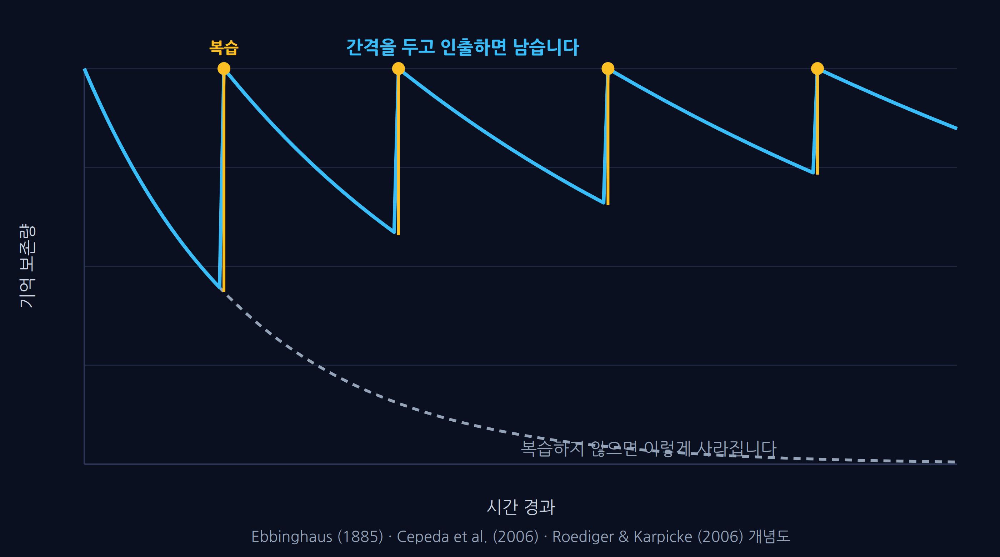 복습
간격을 두고 인출하면 남습니다
기억 보존량
복습하지 않으면 이렇게 사라집니다
시간 경과
Ebbinghaus (1885) · Cepeda et al. (2006) · Roediger & Karpicke (2006) 개념도